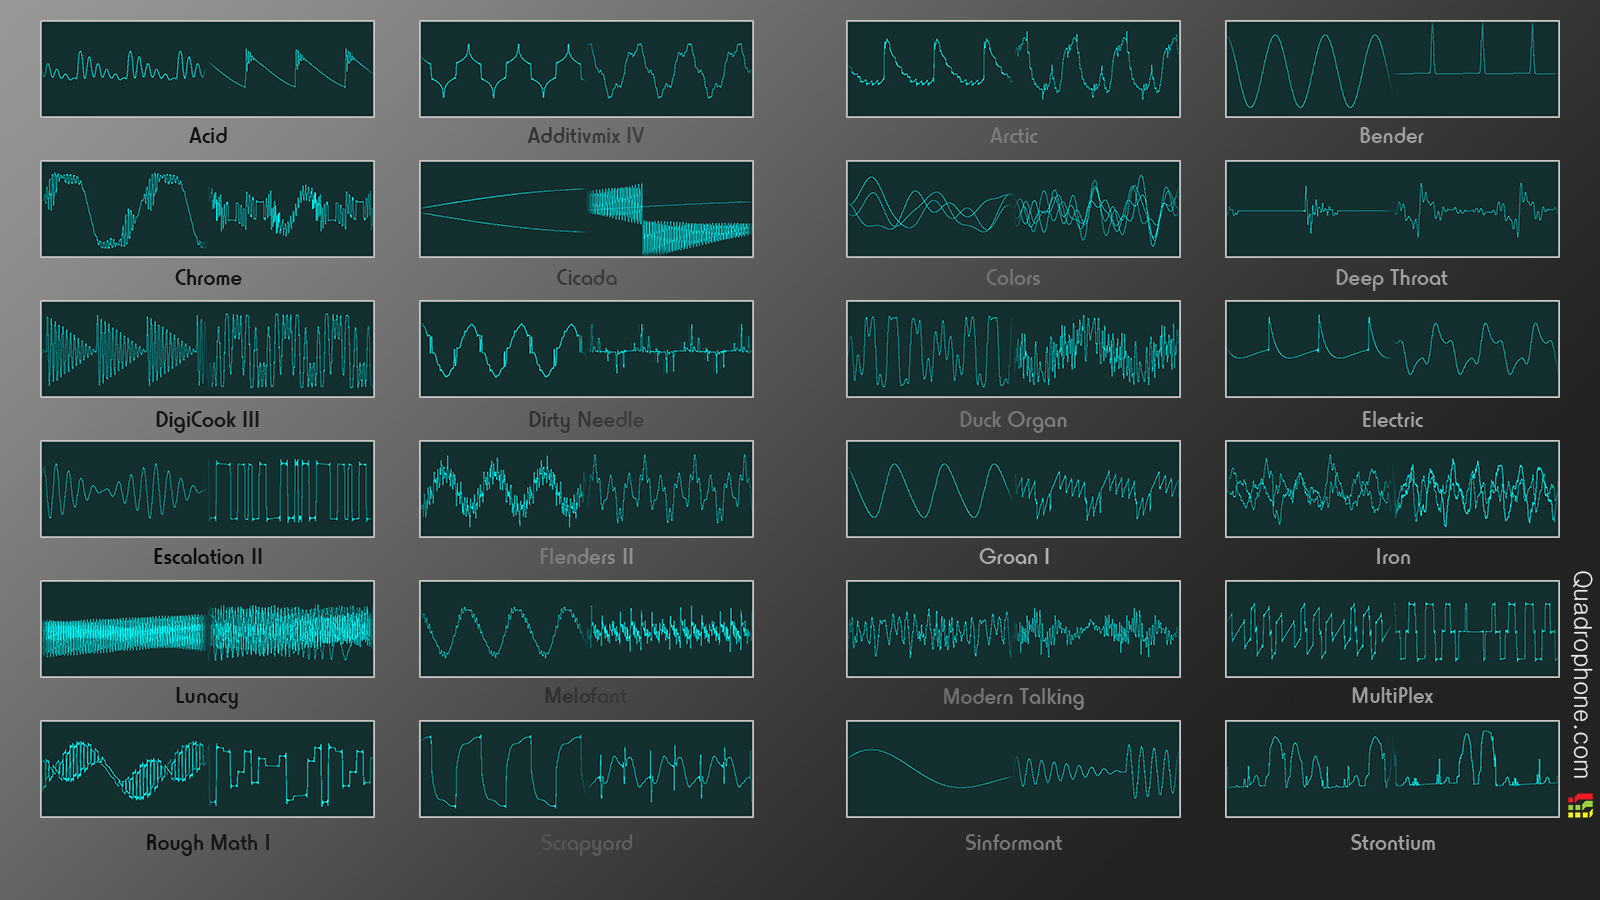 Acid
Additivmix IV
Arctic
Bender
Chrome
Cicada
Colors
Deep Throat
DigiCook III
Dirty Needle
Duck Organ
Electric
Escalation II
Flenders II
Groan I
Iron
Lunacy
Melofant
Modern Talking
MultiPlex
Rough Math I
Scrapyard
Sinformant
Strontium
Quadrophone.com